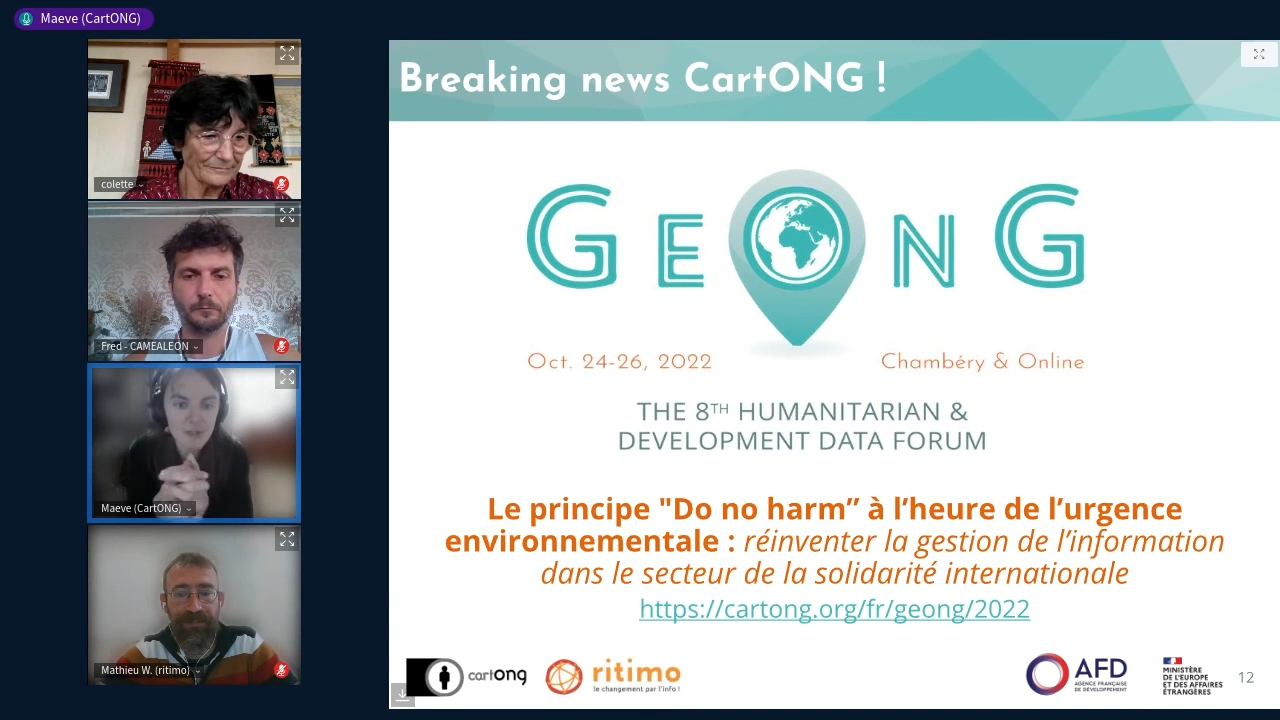 Maeve (CartONG)
colette
Fred - CAMEALEON
Maeve (CartONG)
Mathieu W. (ritimo)
Breaking news CartONG !
GEONG
Oct. 24-26, 2022
Chambéry & Online
THE 8TH HUMANITARIAN &
DEVELOPMENT DATA FORUM
Le principe "Do no harm” à l’heure de l’urgence
environnementale : réinventer la gestion de l’information
dans le secteur de la solidarité internationale
https://cartong.org/fr/geong/2022
cartong
ritimo
le changement par l'info !
AFD
AGENCE FRANÇAISE
DE DÉVELOPPEMENT
MINISTÈRE
DE L'EUROPE
ET DES AFFAIRES
ÉTRANGÈRES
12